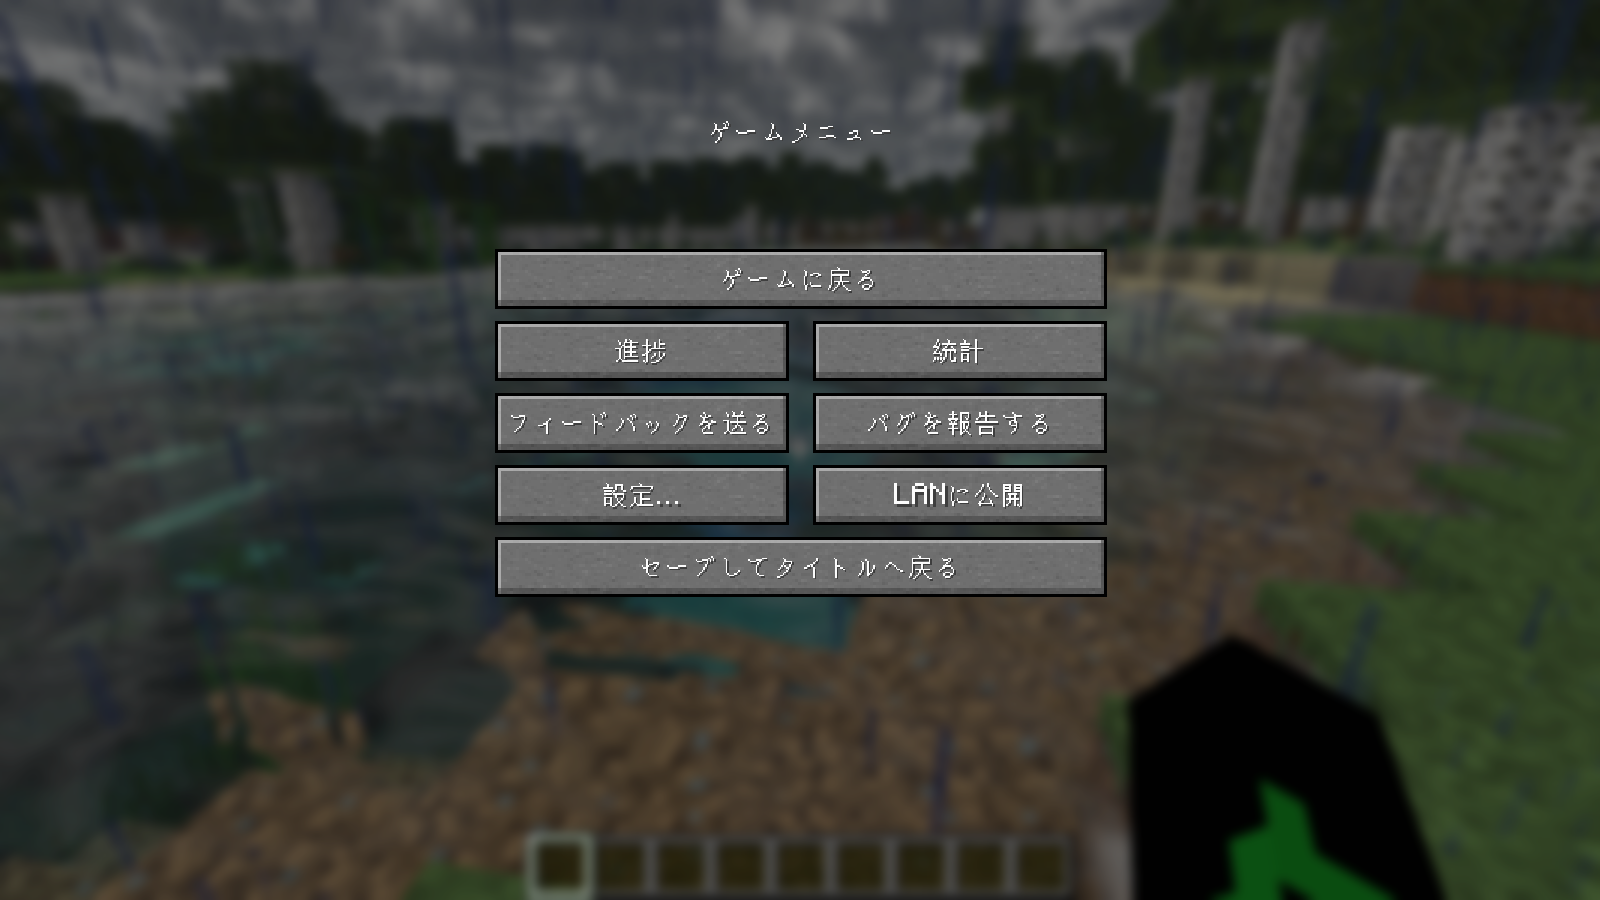 ゲームメニュー
ゲームに戻る
進捗
統計
フィードバックを送る
バグを報告する
設定...
LANに公開
セーブしてタイトルへ戻る